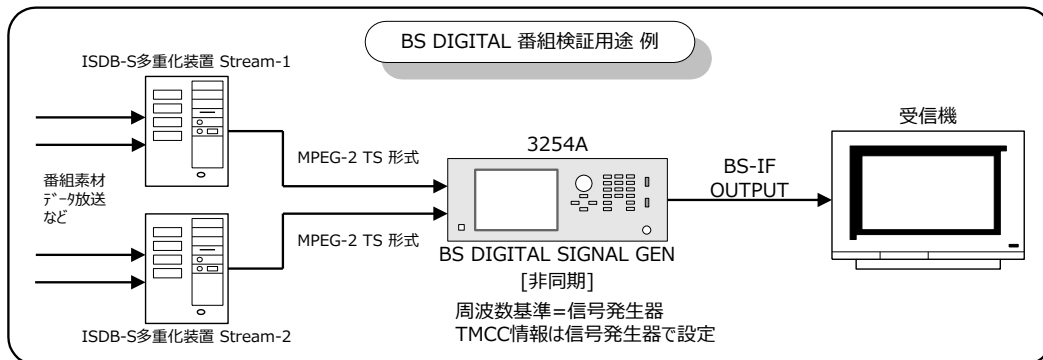 BS DIGITAL 番組検証用途 例
ISDB-S多重化装置 Stream-1
番組素材
ﾃﾞｰﾀ放送
など
MPEG-2 TS 形式
MPEG-2 TS 形式
ISDB-S多重化装置 Stream-2
3254A
BS DIGITAL SIGNAL GEN
[非同期]
周波数基準=信号発生器
TMCC情報は信号発生器で設定
BS-IF
OUTPUT
受信機